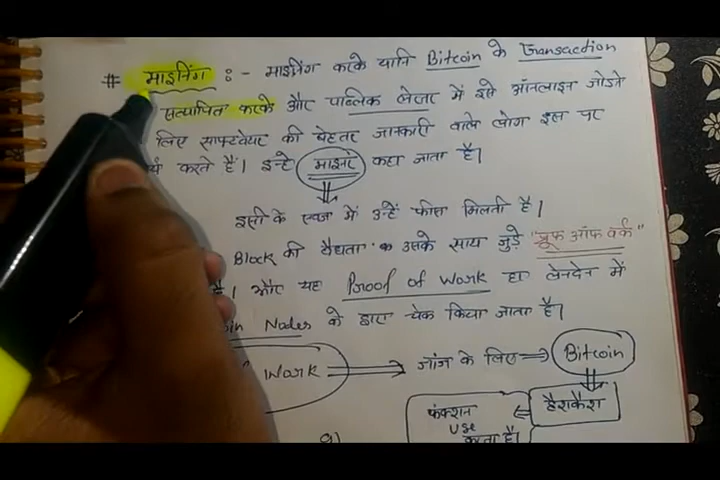 # माइनिंग :- माइनिंग करके यानि Bitcoin के Transaction
सत्यापित करके और पब्लिक लेजर में इसे ऑनलाइन जोड़ने
लिए साफ्टवेयर की बेहतर जानकारी वाले लोग इस पर
करते हैं। इन्हे माइनर कहा जाता है।
इसी के एवज में उन्हें फीस मिलती है।
Block की वैधता उसके साथ जुड़े "प्रूफ ऑफ वर्क"
है। और यह Proof of Work हा लेनदेन में
Nodes के द्वारा चेक किया जाता है।
Work ⟹ जांज के लिए ⟹ Bitcoin
फंक्शन ⟸ हैशकैश
use
करता है।